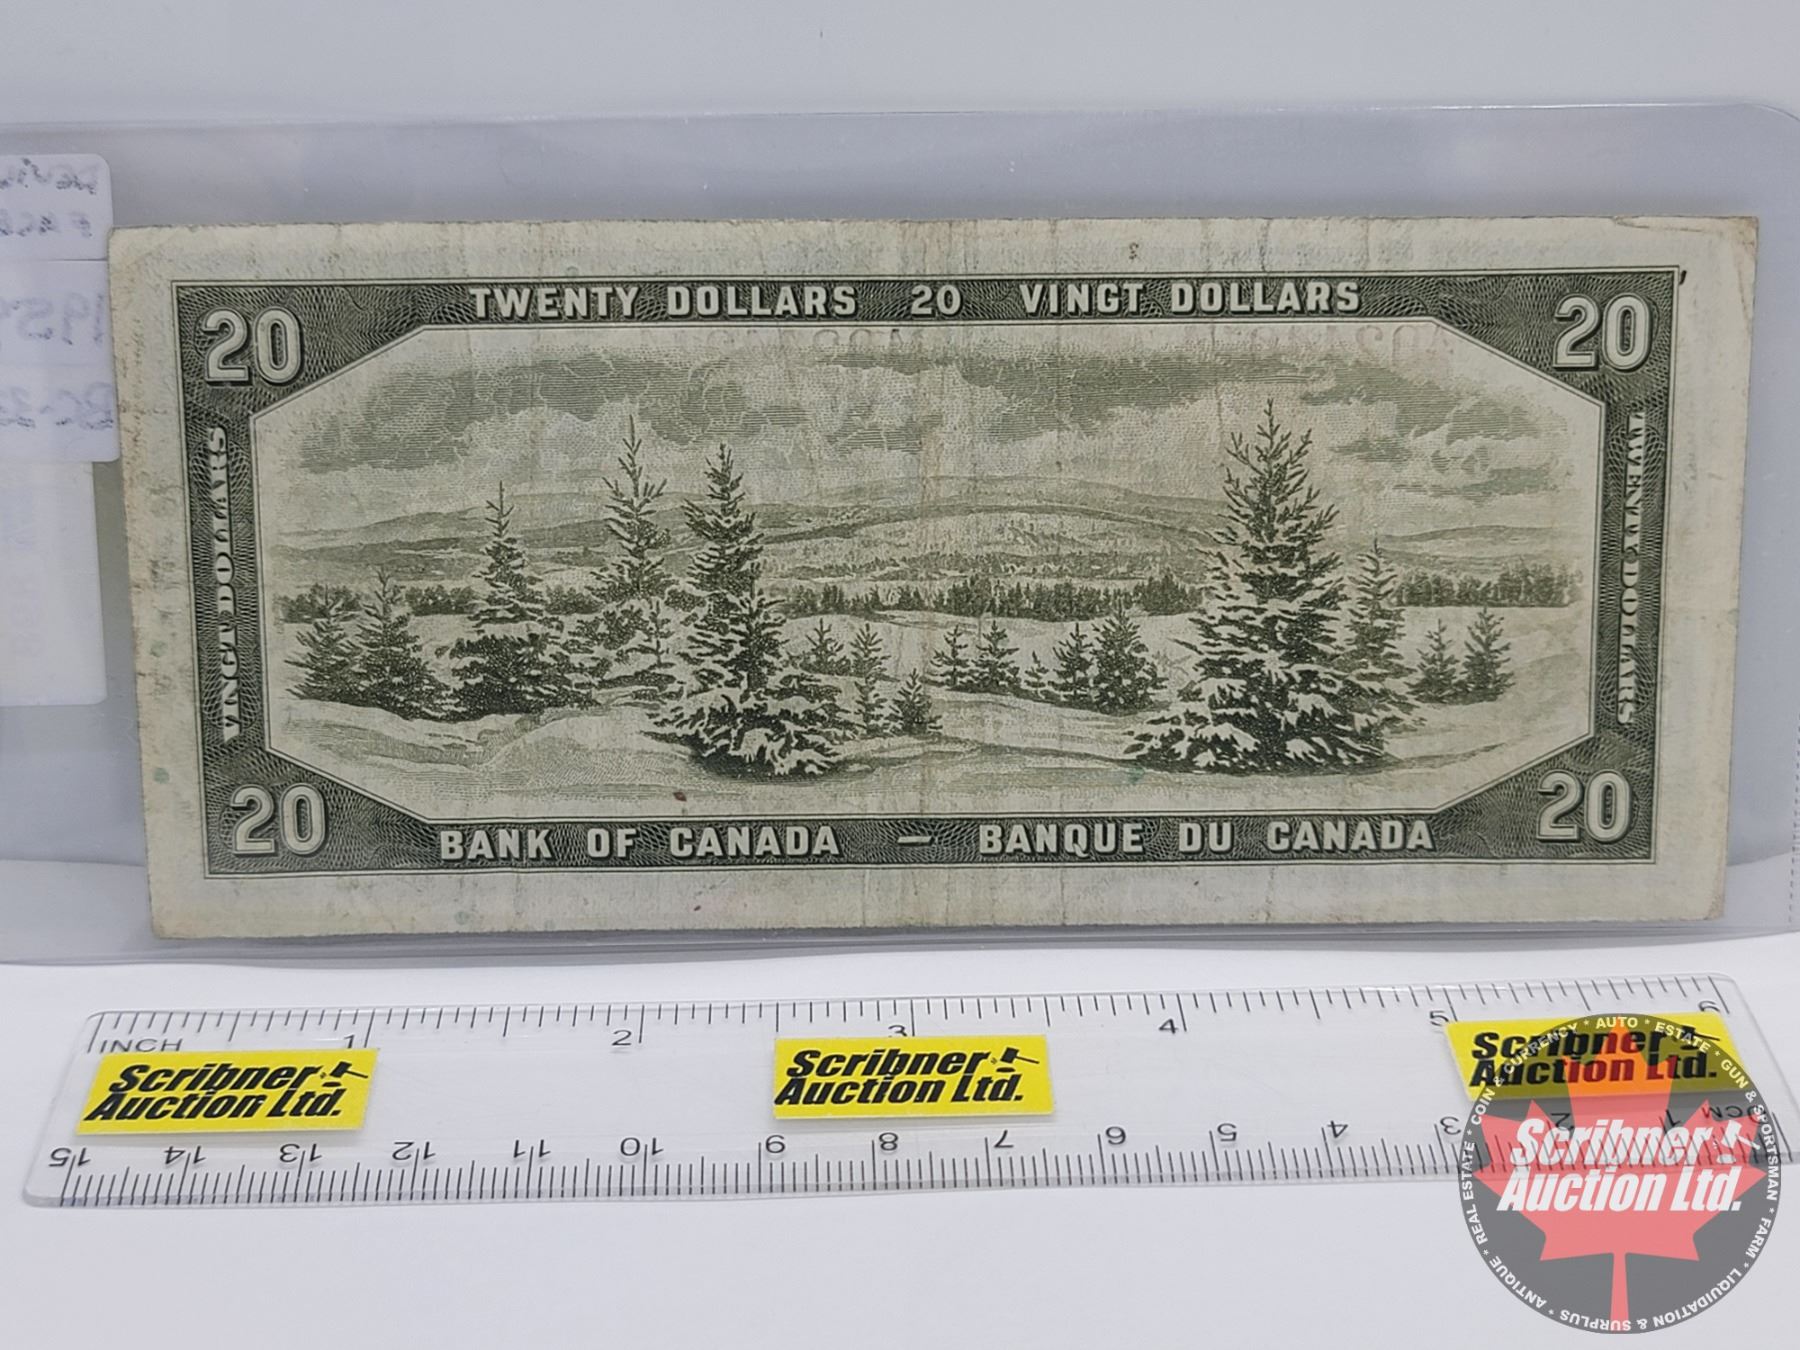 TWENTY DOLLARS 20 VINGT DOLLARS
20
20
VINGT DOLLARS
TWENTY DOLLARS
20
20
BANK OF CANADA – BANQUE DU CANADA
INCH 1 2 3 4 5 6
Scribner
Auction Ltd.
Scribner
Auction Ltd.
Scribner
Auction Ltd.
15 14 13 12 11 10 9 8 7 6 5 4 3 2 1 0CM
Scribner
Auction Ltd.
COIN & CURRENCY * AUTO * ESTATE * GUN & SPORTSMAN * FARM * LIQUIDATION & SURPLUS * ANTIQUE * REAL ESTATE *